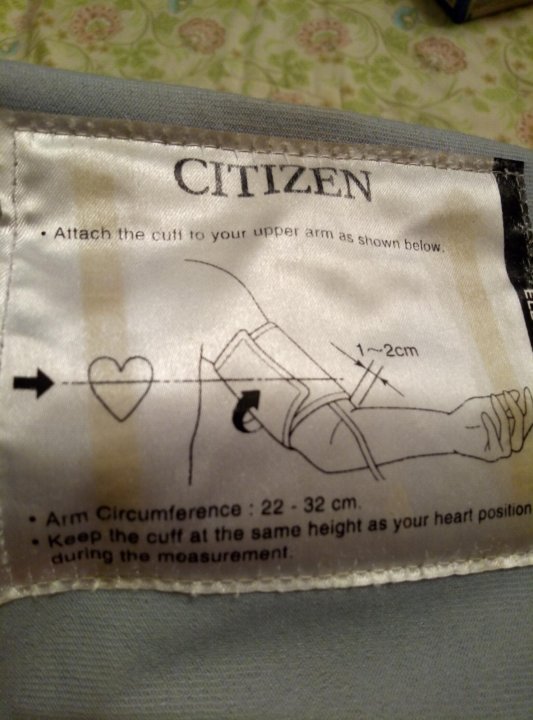 CITIZEN
• Attach the cuff to your upper arm as shown below.
1~2cm
• Arm Circumference : 22 - 32 cm.
• Keep the cuff at the same height as your heart position
during the measurement.